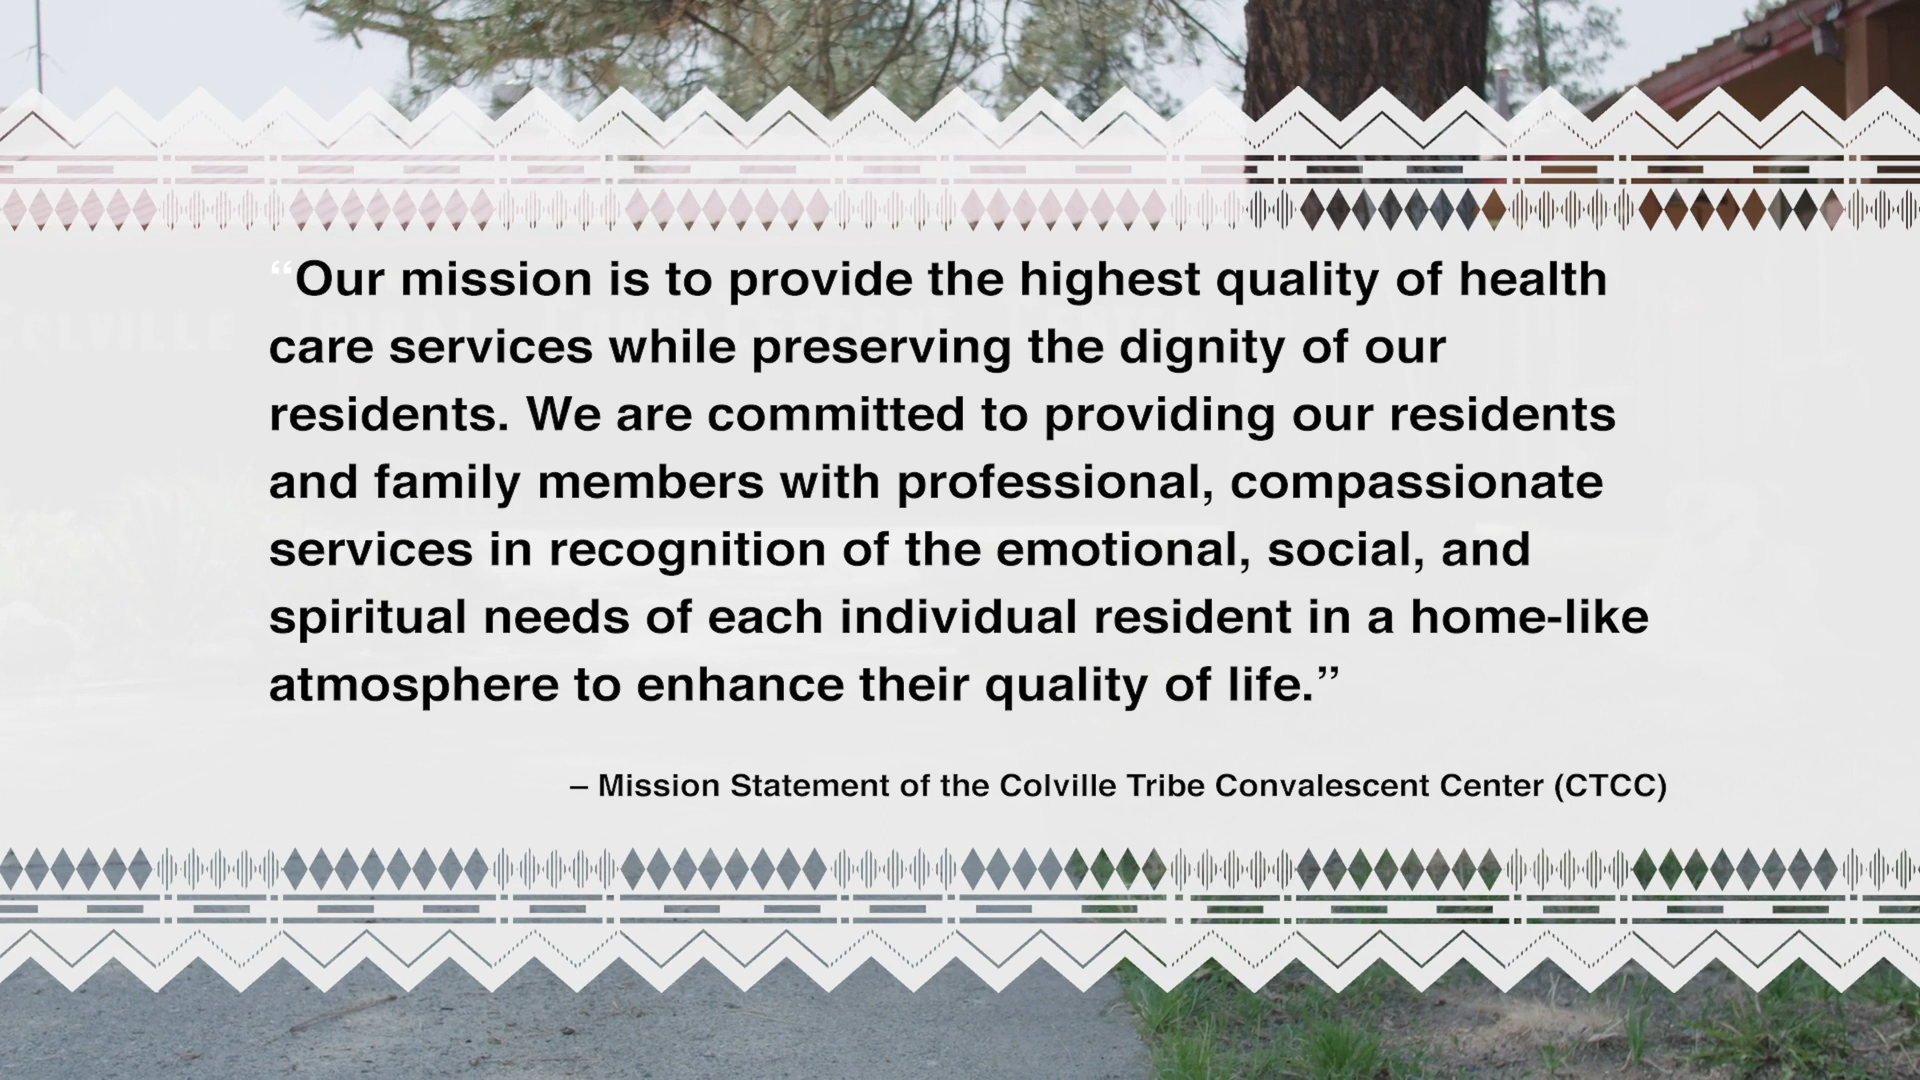 “Our mission is to provide the highest quality of health
care services while preserving the dignity of our
residents. We are committed to providing our residents
and family members with professional, compassionate
services in recognition of the emotional, social, and
spiritual needs of each individual resident in a home-like
atmosphere to enhance their quality of life.”
– Mission Statement of the Colville Tribe Convalescent Center (CTCC)